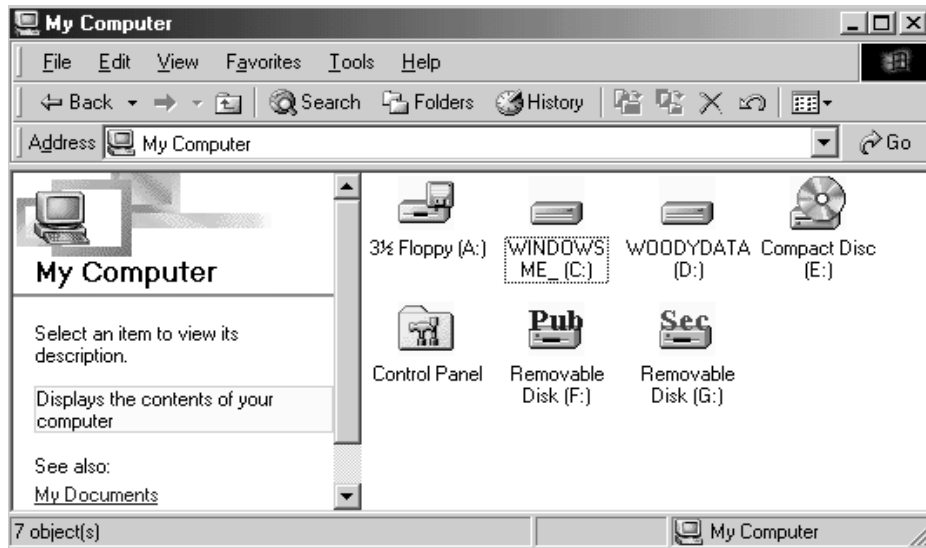 My Computer
File Edit View Favorites Tools Help
Back Search Folders History
Address My Computer Go
My Computer
Select an item to view its
description.
Displays the contents of your
computer
See also:
My Documents
3½ Floppy (A:)
WINDOWS
ME_ (C:)
WOODYDATA
(D:)
Compact Disc
(E:)
Control Panel
Pub
Removable
Disk (F:)
Sec
Removable
Disk (G:)
7 object(s)
My Computer